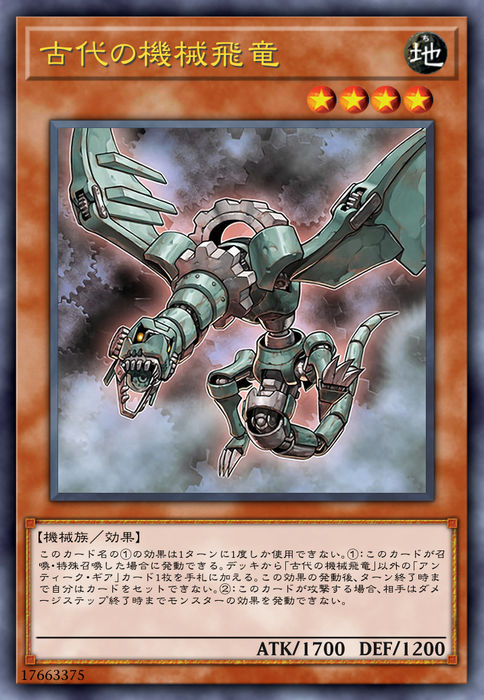 古代の機械飛竜
ち
地
【機械族／効果】
このカード名の①の効果は1ターンに1度しか使用できない。①:このカードが召
喚・特殊召喚した場合に発動できる。デッキから「古代の機械飛竜」以外の「アン
ティーク・ギア」カード1枚を手札に加える。この効果の発動後、ターン終了時まで
自分はカードをセットできない。②:このカードが攻撃する場合、相手はダメ
ージステップ終了時までモンスターの効果を発動できない。
ATK/1700 DEF/1200
17663375